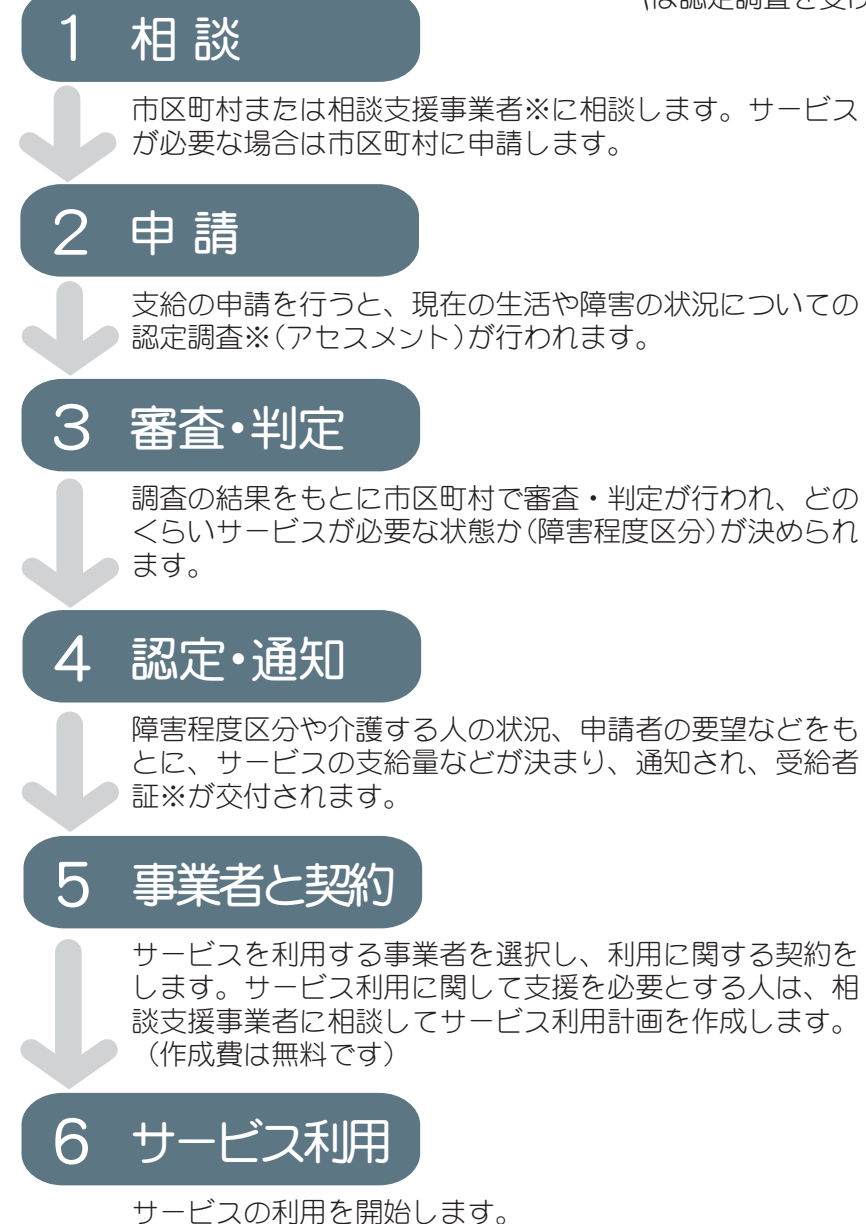 1 相 談
市区町村または相談支援事業者※に相談します。サービス
が必要な場合は市区町村に申請します。
2 申 請
支給の申請を行うと、現在の生活や障害の状況についての
認定調査※(アセスメント)が行われます。
3 審査・判定
調査の結果をもとに市区町村で審査・判定が行われ、どの
くらいサービスが必要な状態か(障害程度区分)が決められ
ます。
4 認定・通知
障害程度区分や介護する人の状況、申請者の要望などをも
とに、サービスの支給量などが決まり、通知され、受給者
証※が交付されます。
5 事業者と契約
サービスを利用する事業者を選択し、利用に関する契約を
します。サービス利用に関して支援を必要とする人は、相
談支援事業者に相談してサービス利用計画を作成します。
(作成費は無料です)
6 サービス利用
サービスの利用を開始します。